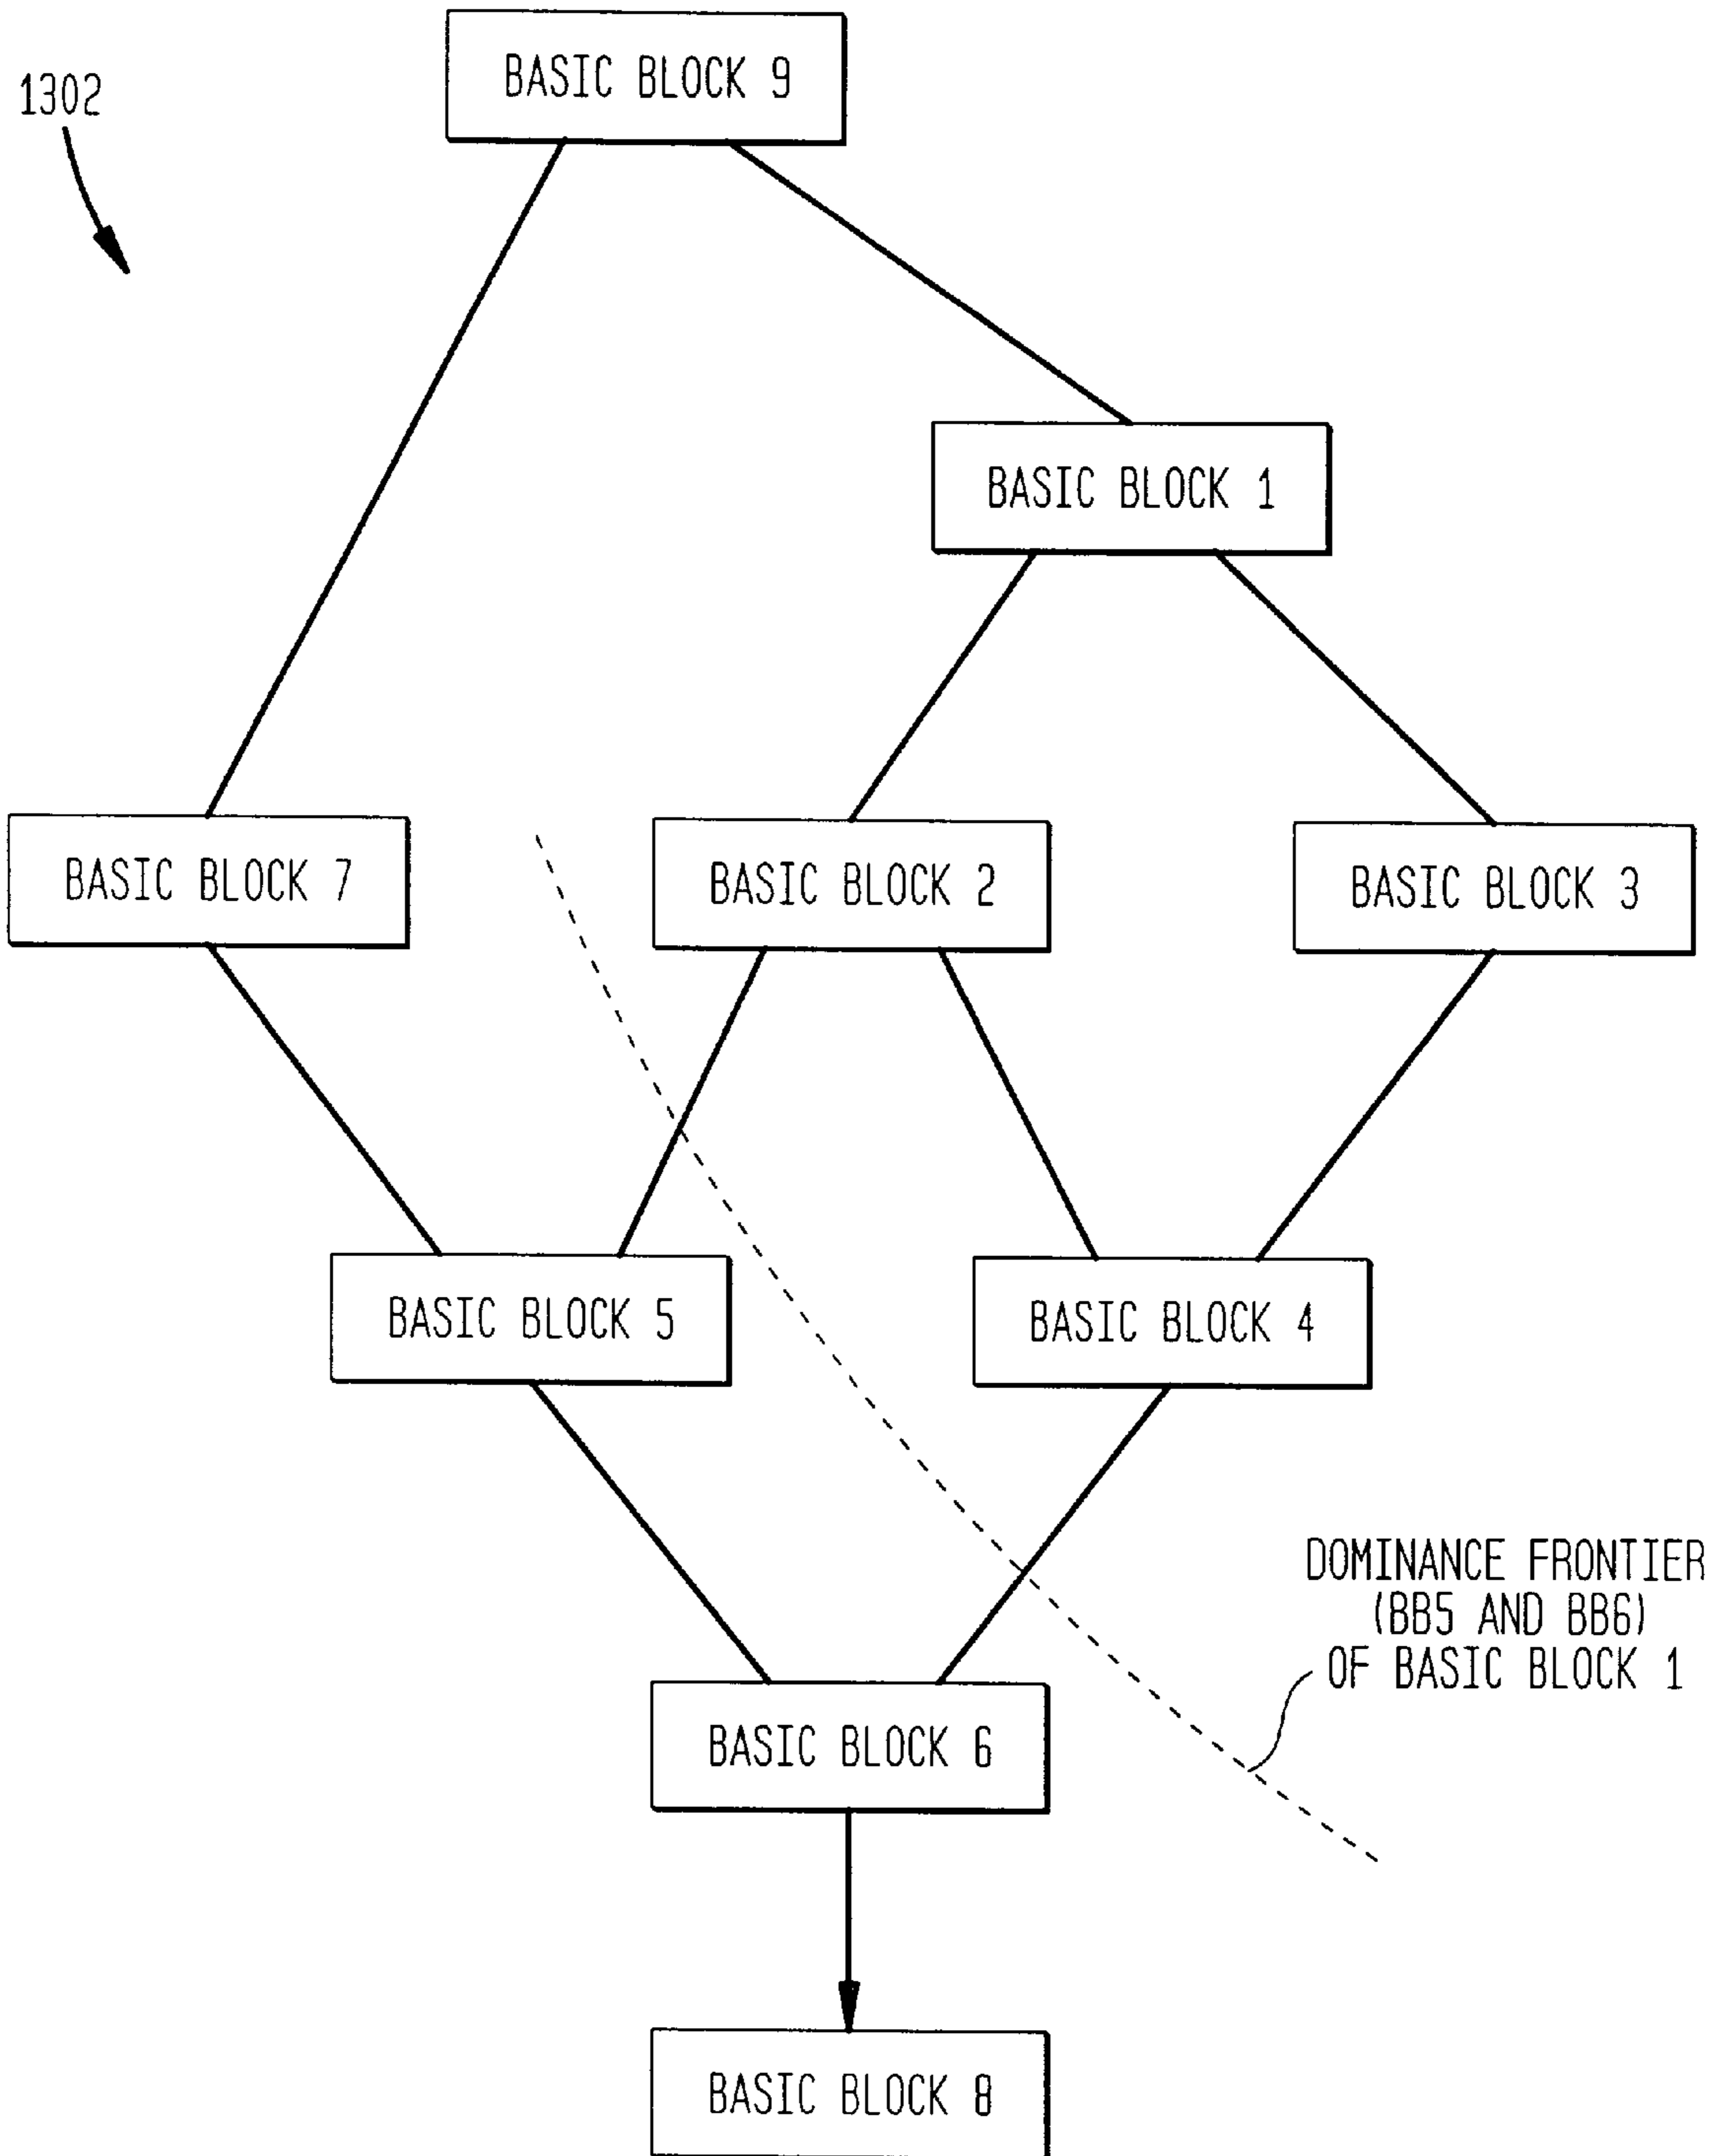 BASIC BLOCK 9
1302
BASIC BLOCK 1
BASIC BLOCK 7
BASIC BLOCK 2
BASIC BLOCK 3
BASIC BLOCK 5
BASIC BLOCK 4
DOMINANCE FRONTIER
(BB5 AND BB6)
OF BASIC BLOCK 1
BASIC BLOCK 6
BASIC BLOCK 8